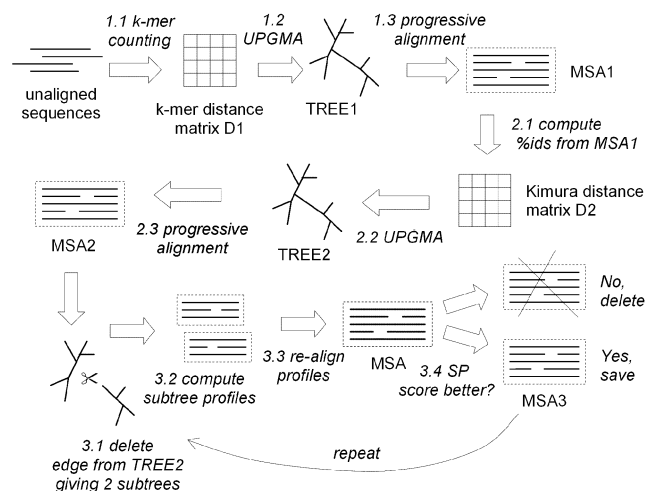 1.1 k-mer
counting
1.2
UPGMA
1.3 progressive
alignment
unaligned
sequences
k-mer distance
matrix D1
TREE1
MSA1
2.1 compute
%ids from MSA1
Kimura distance
matrix D2
2.2 UPGMA
TREE2
2.3 progressive
alignment
MSA2
3.1 delete
edge from TREE2
giving 2 subtrees
3.2 compute
subtree profiles
3.3 re-align
profiles
MSA
3.4 SP
score better?
No,
delete
Yes,
save
MSA3
repeat